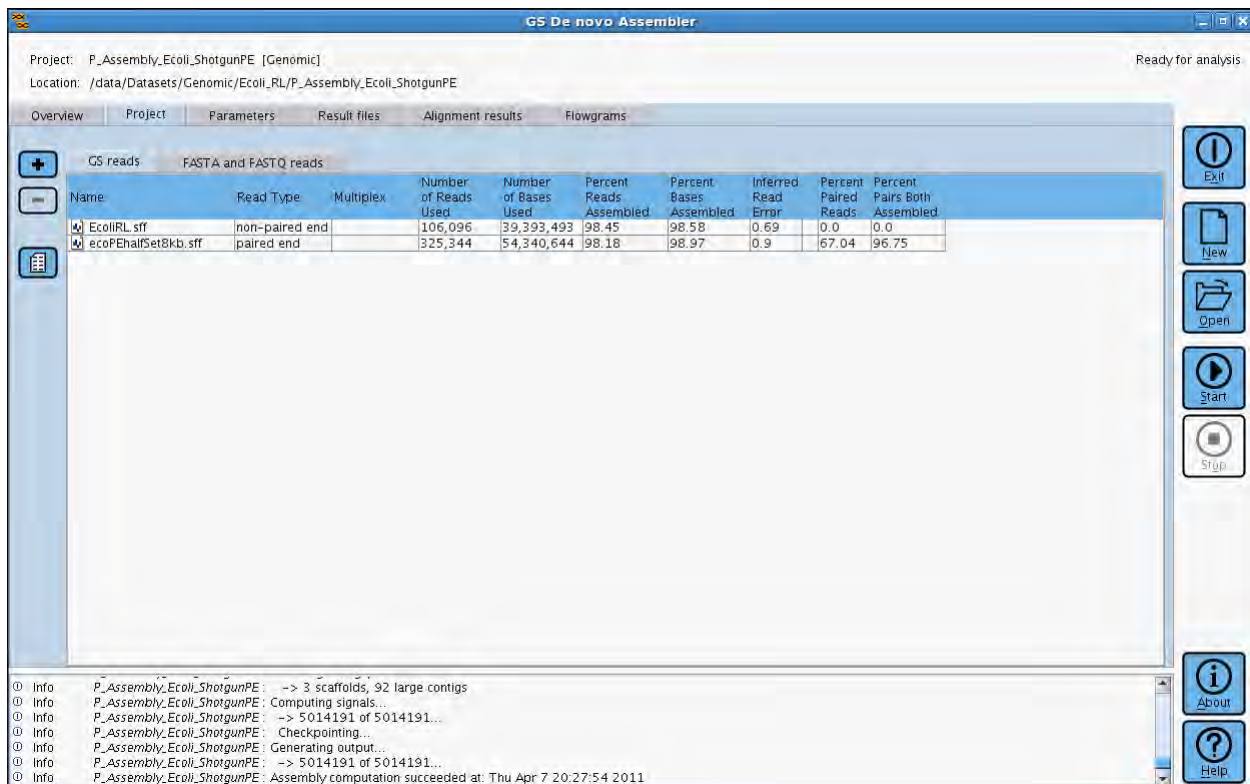 GS De novo Assembler
Project: P_Assembly_Ecoli_ShotgunPE [Genomic]
Ready for analysis
Location: /data/Datasets/Genomic/Ecoli_RL/P_Assembly_Ecoli_ShotgunPE
Overview Project Parameters Result files Alignment results Flowgrams
GS reads FASTA and FASTQ reads
Name Read Type Multiplex Number of Reads Used Number of Bases Used Percent Reads Assembled Percent Bases Assembled Inferred Read Error Percent Paired Reads Percent Pairs Both Assembled
EcoliRL.sff non-paired end 106,096 39,393,493 98.45 98.58 0.69 0.0 0.0
ecoPEhalfSet8kb.sff paired end 325,344 54,340,644 98.18 98.97 0.9 67.04 96.75
Exit
New
Open
Start
Stop
About
Help
Info P_Assembly_Ecoli_ShotgunPE : -> 3 scaffolds, 92 large contigs
Info P_Assembly_Ecoli_ShotgunPE : Computing signals...
Info P_Assembly_Ecoli_ShotgunPE : -> 5014191 of 5014191...
Info P_Assembly_Ecoli_ShotgunPE : Checkpointing...
Info P_Assembly_Ecoli_ShotgunPE : Generating output...
Info P_Assembly_Ecoli_ShotgunPE : -> 5014191 of 5014191...
Info P_Assembly_Ecoli_ShotgunPE : Assembly computation succeeded at: Thu Apr 7 20:27:54 2011